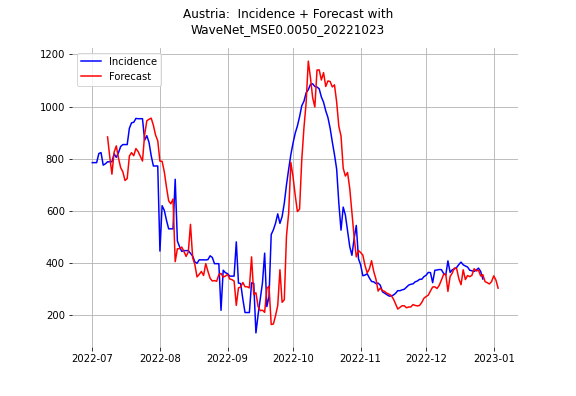 Austria:  Incidence + Forecast with
WaveNet_MSE0.0050_20221023
Incidence
Forecast
1200
1000
800
600
400
200
2022-07 2022-08 2022-09 2022-10 2022-11 2022-12 2023-01